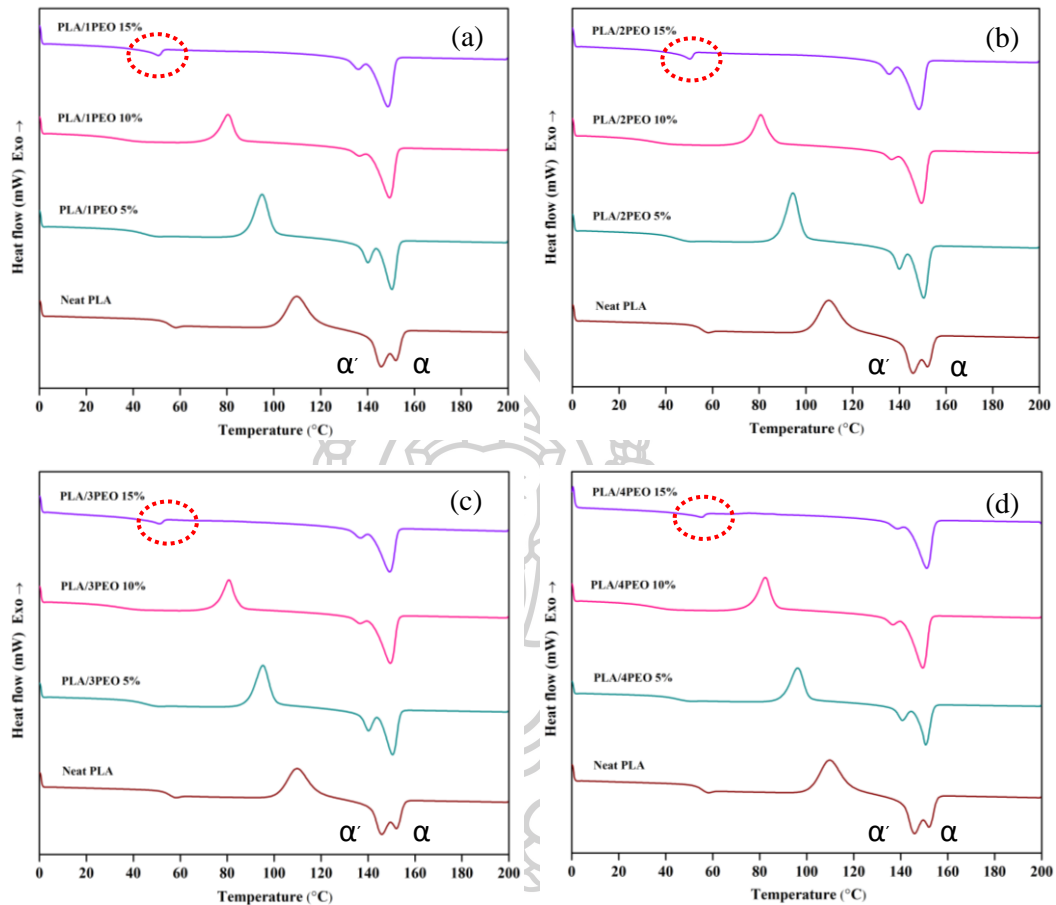 (a)
PLA/1PEO 15%
PLA/1PEO 10%
PLA/1PEO 5%
Neat PLA
α′ α
Heat flow (mW) Exo →
0 20 40 60 80 100 120 140 160 180 200
Temperature (°C)
(b)
PLA/2PEO 15%
PLA/2PEO 10%
PLA/2PEO 5%
Neat PLA
α′ α
Heat flow (mW) Exo →
0 20 40 60 80 100 120 140 160 180 200
Temperature (°C)
(c)
PLA/3PEO 15%
PLA/3PEO 10%
PLA/3PEO 5%
Neat PLA
α′ α
Heat flow (mW) Exo →
0 20 40 60 80 100 120 140 160 180 200
Temperature (°C)
(d)
PLA/4PEO 15%
PLA/4PEO 10%
PLA/4PEO 5%
Neat PLA
α′ α
Heat flow (mW) Exo →
0 20 40 60 80 100 120 140 160 180 200
Temperature (°C)